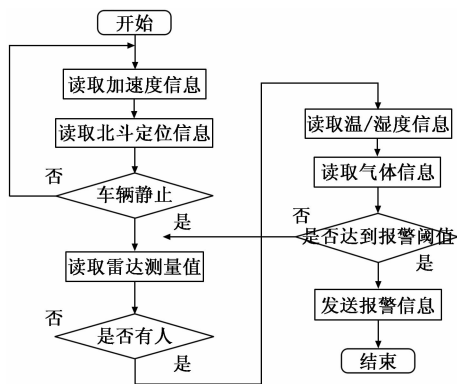 开始
读取加速度信息
读取北斗定位信息
否
车辆静止
是
读取雷达测量值
否
是否有人
是
读取温/湿度信息
读取气体信息
否
是否达到报警阈值
是
发送报警信息
结束